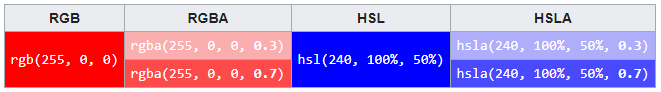 RGB RGBA HSL HSLA
rgb(255, 0, 0)
rgba(255, 0, 0, 0.3)
rgba(255, 0, 0, 0.7)
hsl(240, 100%, 50%)
hsla(240, 100%, 50%, 0.3)
hsla(240, 100%, 50%, 0.7)